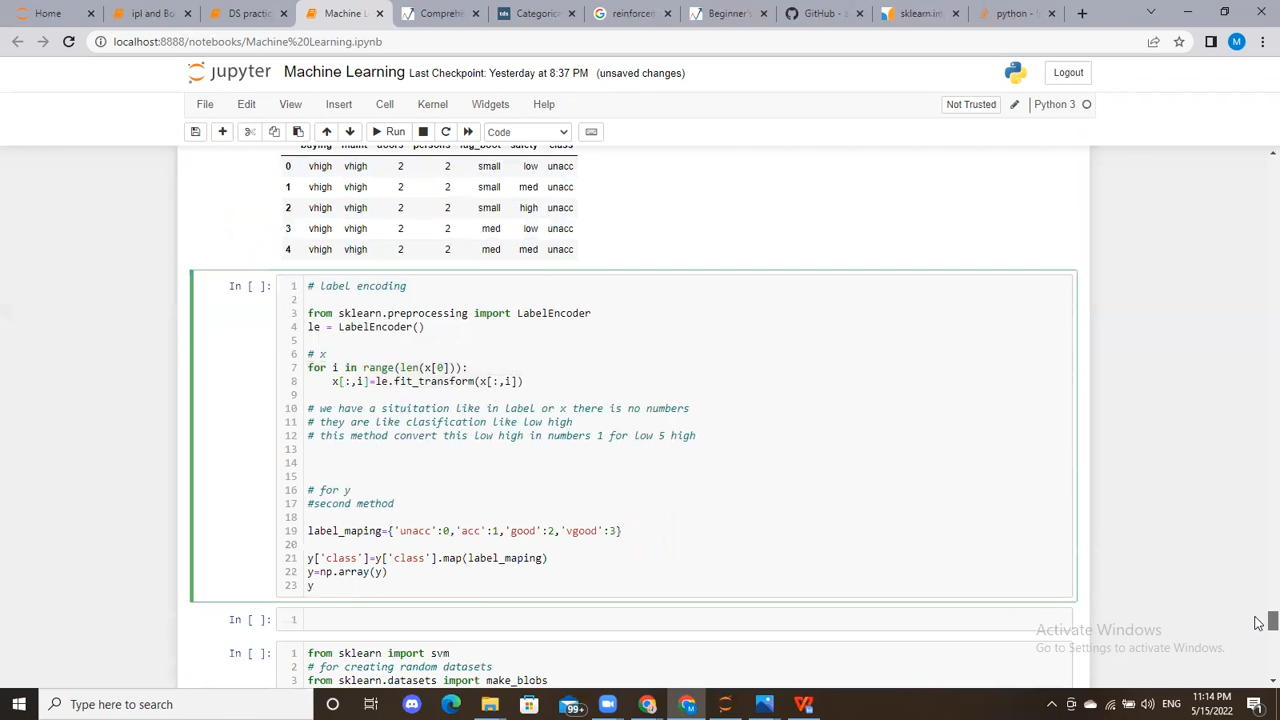 Home
ipl and Bo
DS practic
Machine Le
Compreh
Categorica
reinforcem
Beginner's
GitHub - a
sklearn.im
python - 
localhost:8888/notebooks/Machine%20Learning.ipynb
M
jupyter Machine Learning Last Checkpoint: Yesterday at 8:37 PM (unsaved changes)
Logout
File Edit View Insert Cell Kernel Widgets Help
Not Trusted
Python 3
Run
Code
buying maint doors persons lug_boot safety class
0 vhigh vhigh 2 2 small low unacc
1 vhigh vhigh 2 2 small med unacc
2 vhigh vhigh 2 2 small high unacc
3 vhigh vhigh 2 2 med low unacc
4 vhigh vhigh 2 2 med med unacc
In [ ]:
1 # label encoding
2
3 from sklearn.preprocessing import LabelEncoder
4 le = LabelEncoder()
5
6 # x
7 for i in range(len(x[0])):
8 x[:,i]=le.fit_transform(x[:,i])
9
10 # we have a situitation like in label or x there is no numbers
11 # they are like clasification like low high
12 # this method convert this low high in numbers 1 for low 5 high
13
14
15
16 # for y
17 #second method
18
19 label_maping={'unacc':0,'acc':1,'good':2,'vgood':3}
20
21 y['class']=y['class'].map(label_maping)
22 y=np.array(y)
23 y
In [ ]: 1
In [ ]: 1 from sklearn import svm
2 # for creating random datasets
3 from sklearn.datasets import make_blobs
Activate Windows
Go to Settings to activate Windows.
Type here to search
99+
ENG
11:14 PM
5/15/2022
1